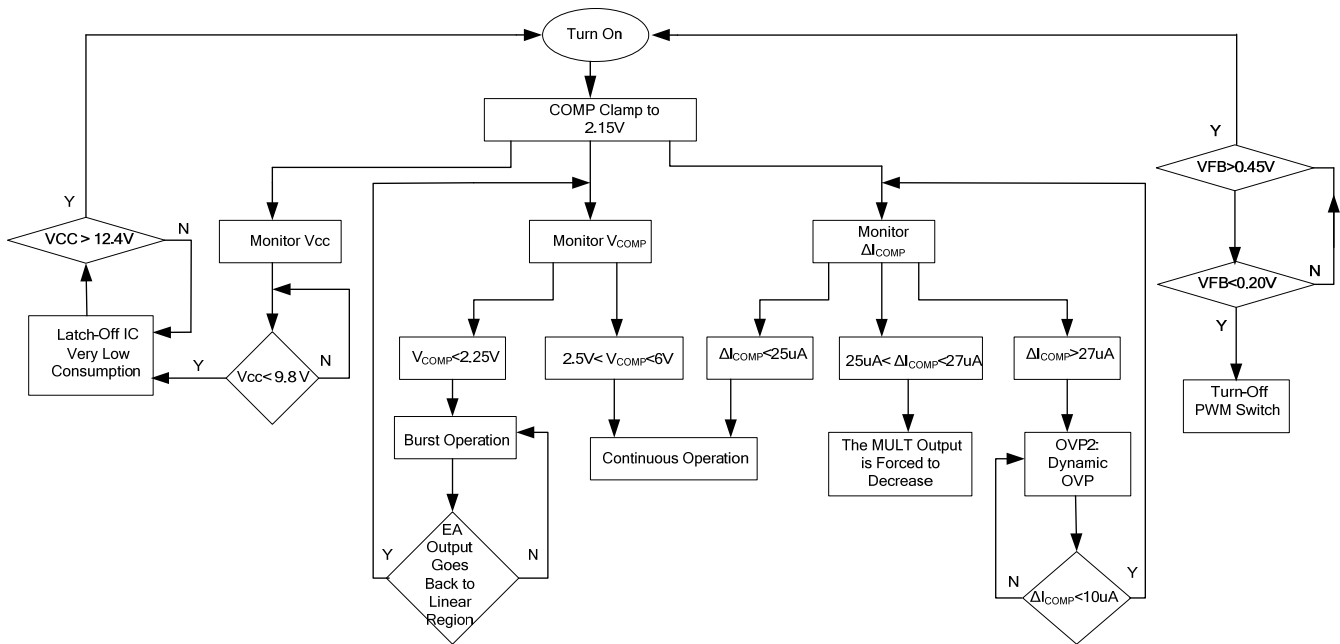 Turn On
COMP Clamp to
2.15V
Y
VCC > 12.4V
N
Latch-Off IC
Very Low
Consumption
Monitor Vcc
Y
Vcc< 9.8 V
N
Monitor VCOMP
VCOMP<2.25V
2.5V< VCOMP<6V
Burst Operation
Continuous Operation
Y
EA
Output
Goes
Back to
Linear
Region
N
Monitor
ΔICOMP
ΔICOMP<25uA
25uA< ΔICOMP<27uA
ΔICOMP>27uA
The MULT Output
is Forced to
Decrease
OVP2:
Dynamic
OVP
N
ΔICOMP<10uA
Y
Y
VFB>0.45V
VFB<0.20V
N
Y
Turn-Off
PWM Switch